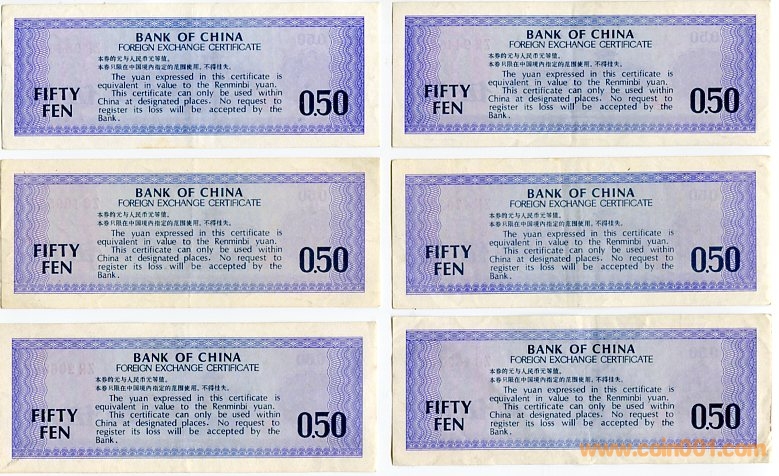 BANK OF CHINA
FOREIGN EXCHANGE CERTIFICATE
本券的元与人民币元等值。
本券只限在中国境内指定的范围使用，不得挂失。
The yuan expressed in this certificate is
equivalent in value to the Renminbi yuan.
This certificate can only be used within
China at designated places. No request to
register its loss will be accepted by the
Bank.
FIFTY
FEN
0.50
BANK OF CHINA
FOREIGN EXCHANGE CERTIFICATE
本券的元与人民币元等值。
本券只限在中国境内指定的范围使用，不得挂失。
The yuan expressed in this certificate is
equivalent in value to the Renminbi yuan.
This certificate can only be used within
China at designated places. No request to
register its loss will be accepted by the
Bank.
FIFTY
FEN
0.50
BANK OF CHINA
FOREIGN EXCHANGE CERTIFICATE
本券的元与人民币元等值。
本券只限在中国境内指定的范围使用，不得挂失。
The yuan expressed in this certificate is
equivalent in value to the Renminbi yuan.
This certificate can only be used within
China at designated places. No request to
register its loss will be accepted by the
Bank.
FIFTY
FEN
0.50
BANK OF CHINA
FOREIGN EXCHANGE CERTIFICATE
本券的元与人民币元等值。
本券只限在中国境内指定的范围使用，不得挂失。
The yuan expressed in this certificate is
equivalent in value to the Renminbi yuan.
This certificate can only be used within
China at designated places. No request to
register its loss will be accepted by the
Bank.
FIFTY
FEN
0.50
BANK OF CHINA
FOREIGN EXCHANGE CERTIFICATE
本券的元与人民币元等值。
本券只限在中国境内指定的范围使用，不得挂失。
The yuan expressed in this certificate is
equivalent in value to the Renminbi yuan.
This certificate can only be used within
China at designated places. No request to
register its loss will be accepted by the
Bank.
FIFTY
FEN
0.50
BANK OF CHINA
FOREIGN EXCHANGE CERTIFICATE
本券的元与人民币元等值。
本券只限在中国境内指定的范围使用，不得挂失。
The yuan expressed in this certificate is
equivalent in value to the Renminbi yuan.
This certificate can only be used within
China at designated places. No request to
register its loss will be accepted by the
Bank.
FIFTY
FEN
0.50
www.coin001.com